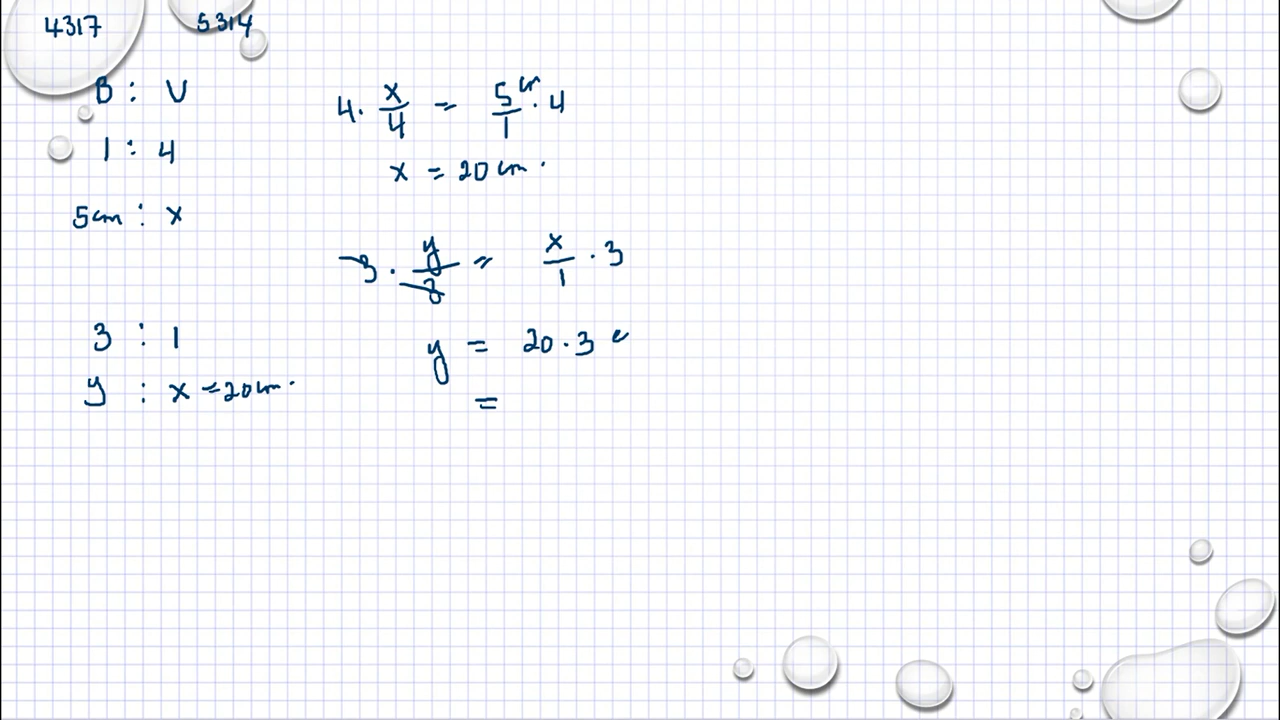 4317 5314
B : V
1 : 4
5cm : x
3 : 1
y : x = 20cm.
4 · x/4 = 5cm/1 · 4
x = 20cm.
3 · y/3 = x/1 · 3
y = 20 · 3 c
=